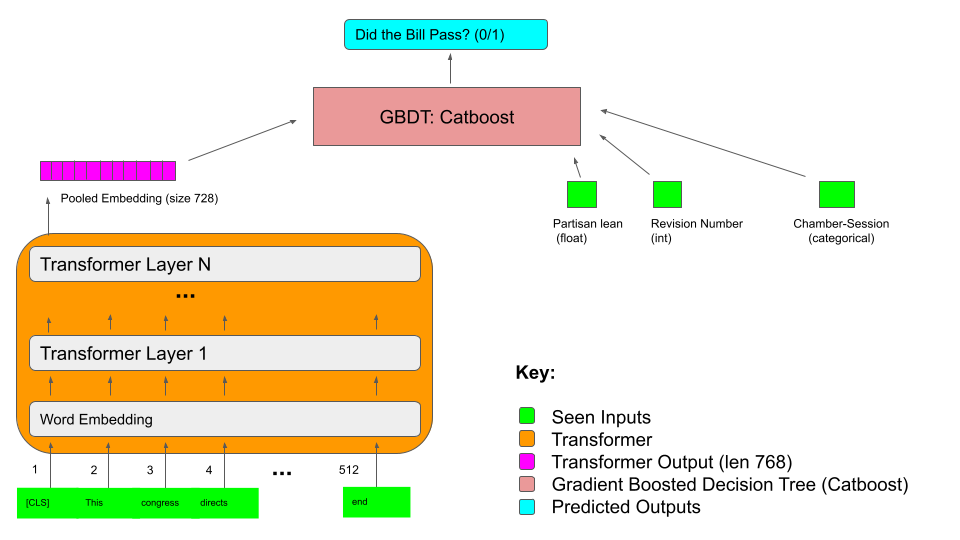 Did the Bill Pass? (0/1)
GBDT: Catboost
Pooled Embedding (size 728)
Partisan lean
(float)
Revision Number
(int)
Chamber-Session
(categorical)
Transformer Layer N
...
Transformer Layer 1
Word Embedding
1 2 3 4 ... 512
[CLS] This congress directs end
Key:
Seen Inputs
Transformer
Transformer Output (len 768)
Gradient Boosted Decision Tree (Catboost)
Predicted Outputs